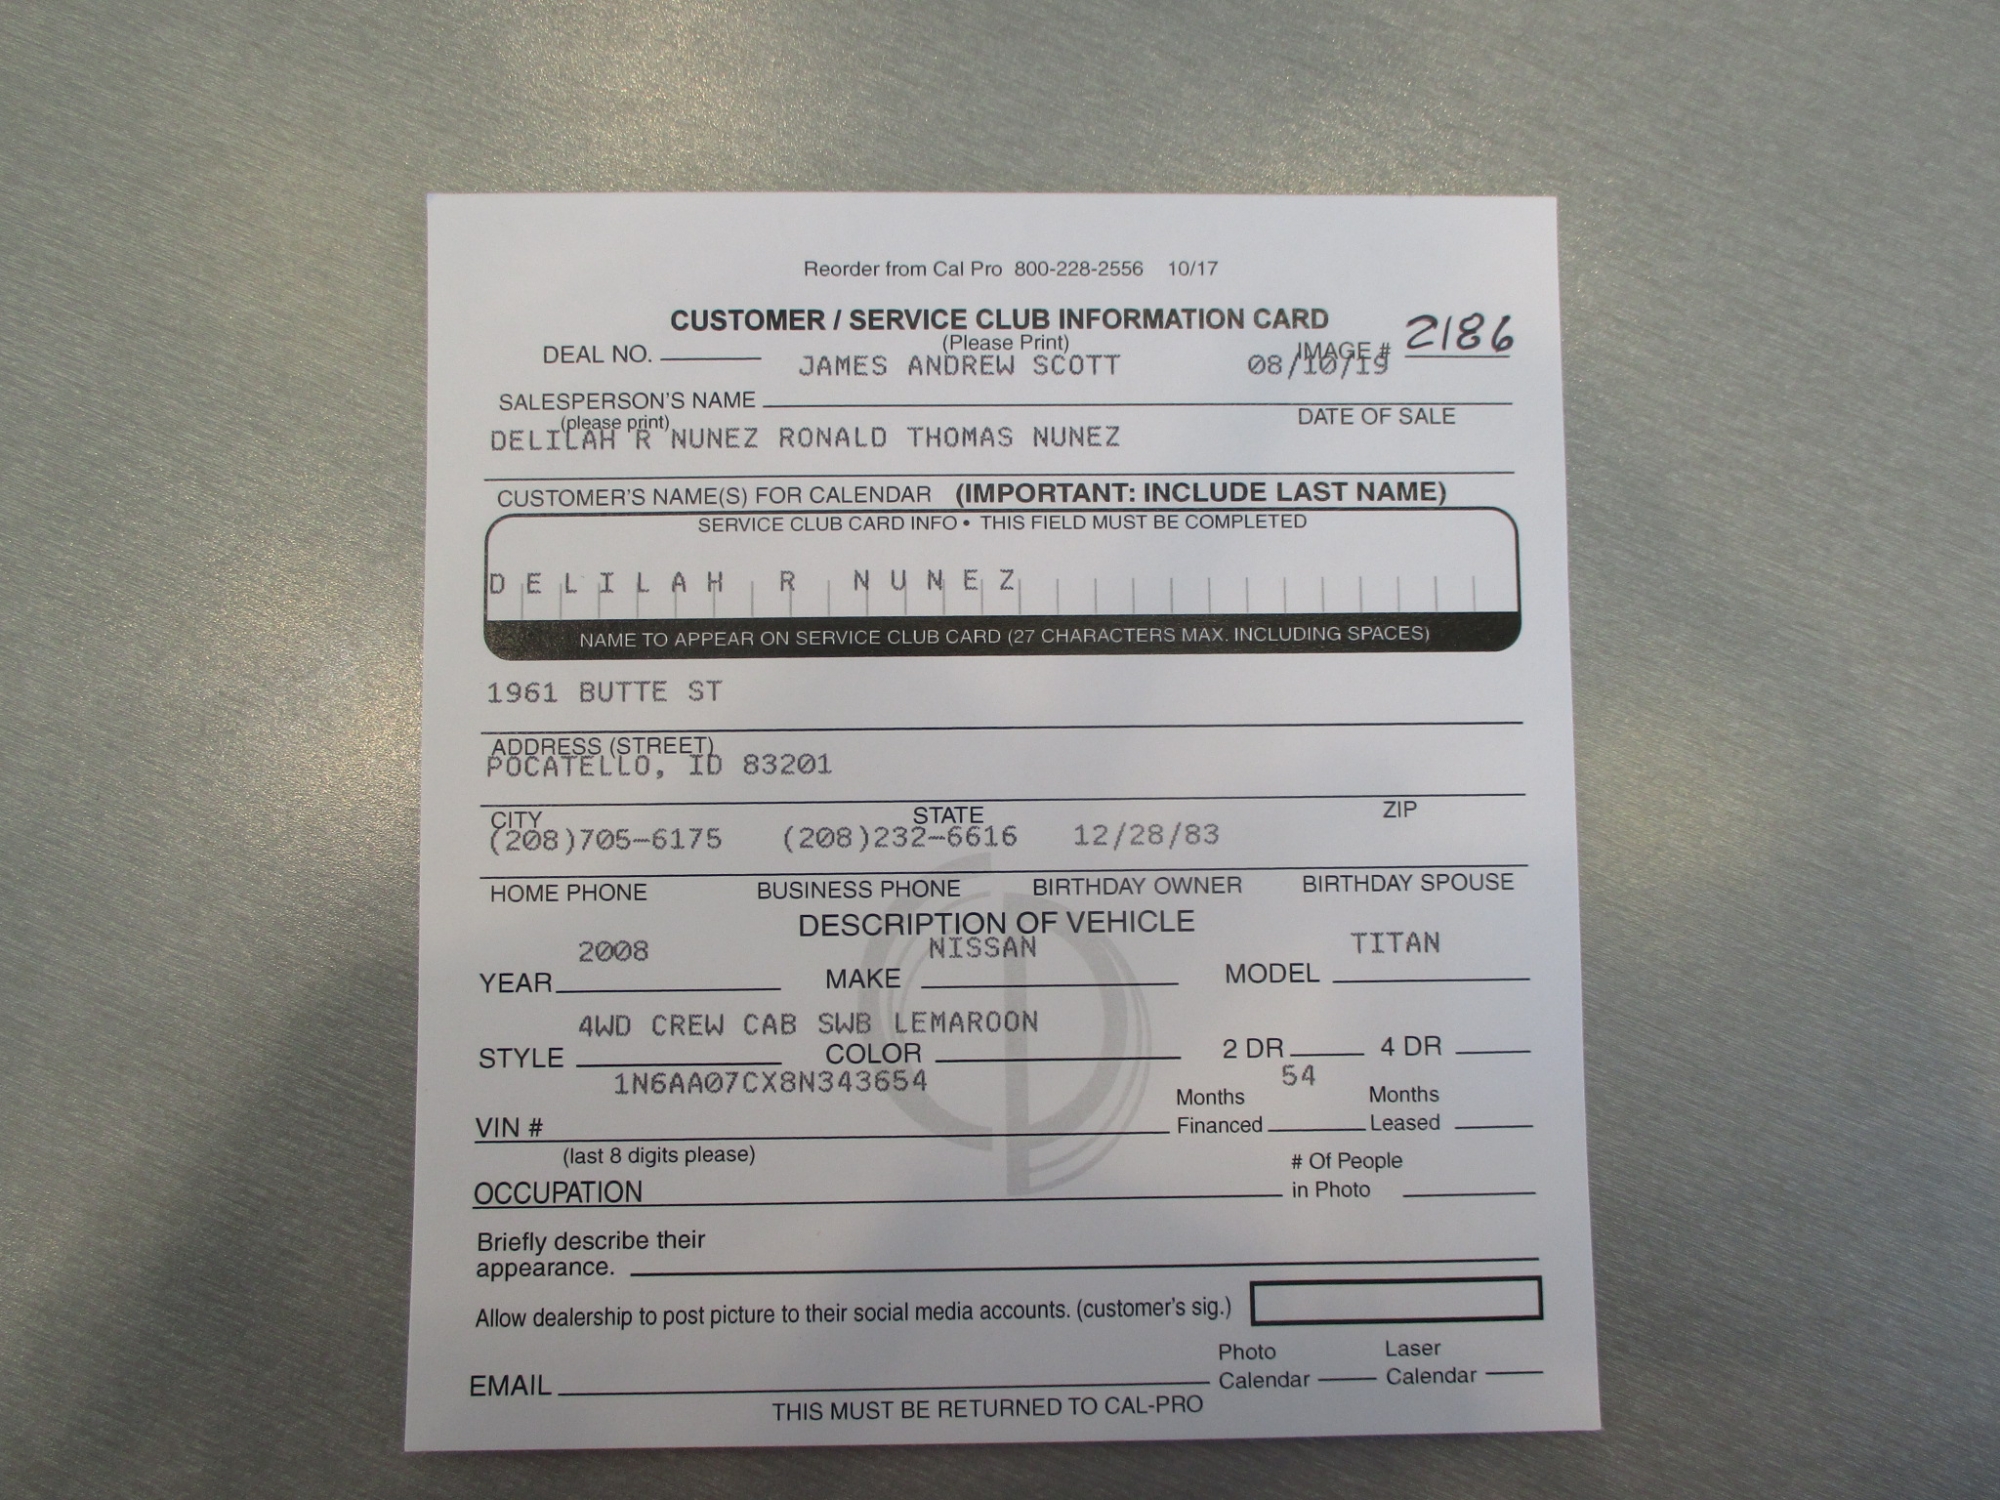 Reorder from Cal Pro 800-228-2556 10/17
CUSTOMER / SERVICE CLUB INFORMATION CARD
(Please Print)
DEAL NO. IMAGE # 2186
JAMES ANDREW SCOTT 08/10/19
SALESPERSON'S NAME DATE OF SALE
(please print)
DELILAH R NUNEZ RONALD THOMAS NUNEZ
CUSTOMER'S NAME(S) FOR CALENDAR (IMPORTANT: INCLUDE LAST NAME)
SERVICE CLUB CARD INFO • THIS FIELD MUST BE COMPLETED
DELILAH R NUNEZ
NAME TO APPEAR ON SERVICE CLUB CARD (27 CHARACTERS MAX. INCLUDING SPACES)
1961 BUTTE ST
ADDRESS (STREET)
POCATELLO, ID 83201
CITY STATE ZIP
(208)705-6175 (208)232-6616 12/28/83
HOME PHONE BUSINESS PHONE BIRTHDAY OWNER BIRTHDAY SPOUSE
DESCRIPTION OF VEHICLE
2008 NISSAN TITAN
YEAR MAKE MODEL
4WD CREW CAB SWB LEMAROON
STYLE COLOR 2 DR 4 DR
1N6AA07CX8N343654 54
VIN # Months Financed Months Leased
(last 8 digits please)
OCCUPATION # Of People in Photo
Briefly describe their
appearance.
Allow dealership to post picture to their social media accounts. (customer's sig.)
EMAIL Photo Calendar Laser Calendar
THIS MUST BE RETURNED TO CAL-PRO